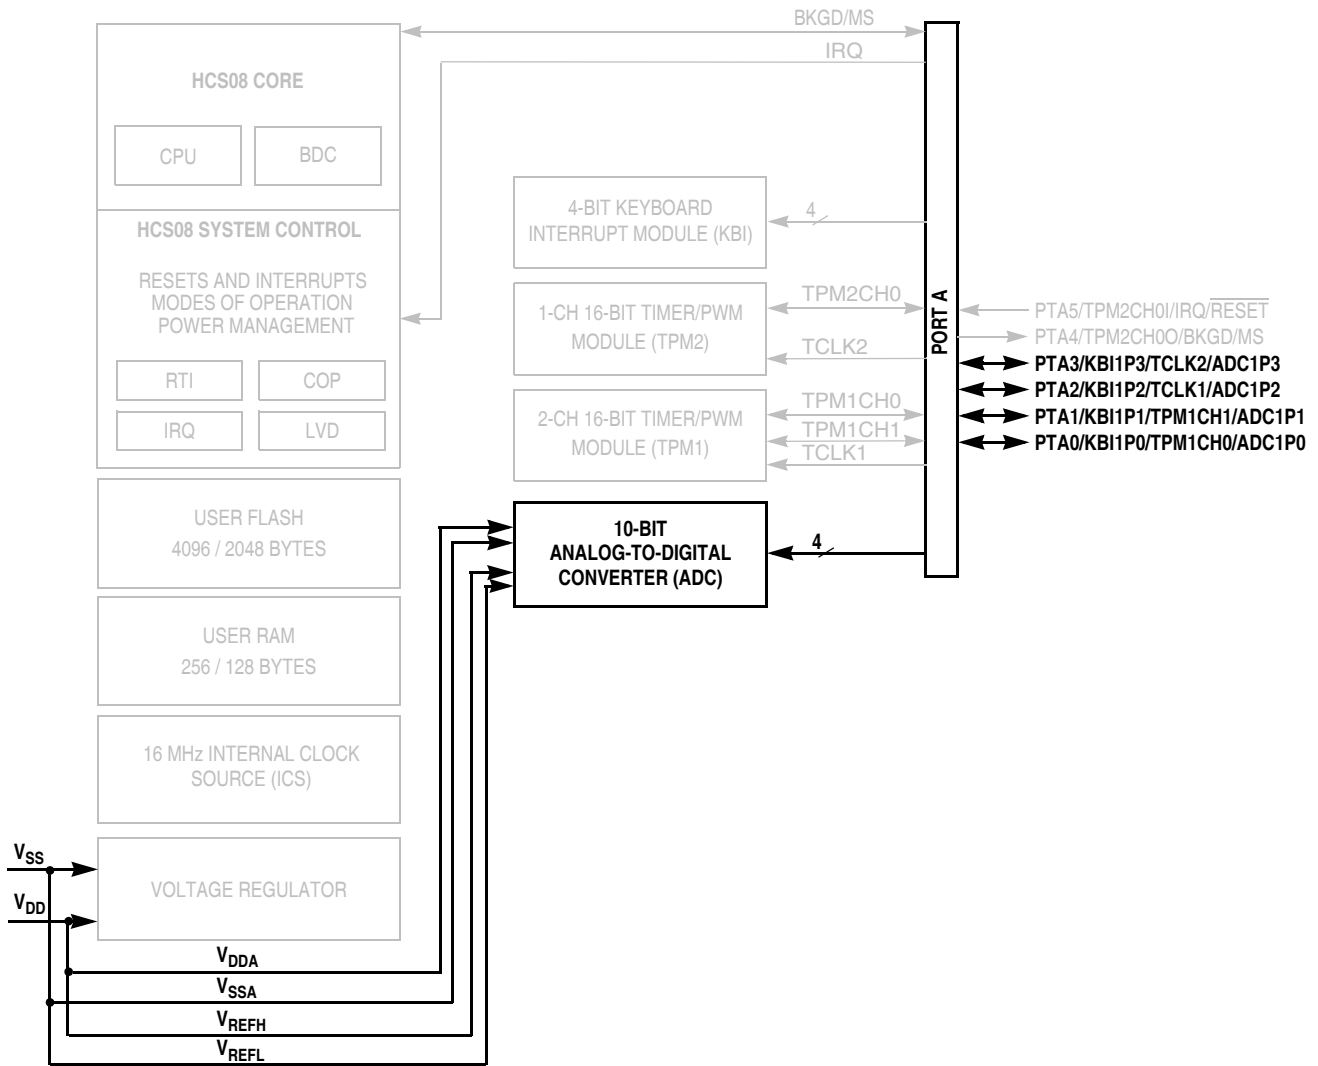 BKGD/MS
IRQ
HCS08 CORE
CPU
BDC
HCS08 SYSTEM CONTROL
RESETS AND INTERRUPTS
MODES OF OPERATION
POWER MANAGEMENT
RTI
COP
IRQ
LVD
USER FLASH
4096 / 2048 BYTES
USER RAM
256 / 128 BYTES
16 MHz INTERNAL CLOCK
SOURCE (ICS)
VOLTAGE REGULATOR
VSS
VDD
VDDA
VSSA
VREFH
VREFL
4-BIT KEYBOARD
INTERRUPT MODULE (KBI)
4
1-CH 16-BIT TIMER/PWM
MODULE (TPM2)
TPM2CH0
TCLK2
2-CH 16-BIT TIMER/PWM
MODULE (TPM1)
TPM1CH0
TPM1CH1
TCLK1
10-BIT
ANALOG-TO-DIGITAL
CONVERTER (ADC)
4
PORT A
PTA5/TPM2CH0I/IRQ/RESET
PTA4/TPM2CH0O/BKGD/MS
PTA3/KBI1P3/TCLK2/ADC1P3
PTA2/KBI1P2/TCLK1/ADC1P2
PTA1/KBI1P1/TPM1CH1/ADC1P1
PTA0/KBI1P0/TPM1CH0/ADC1P0